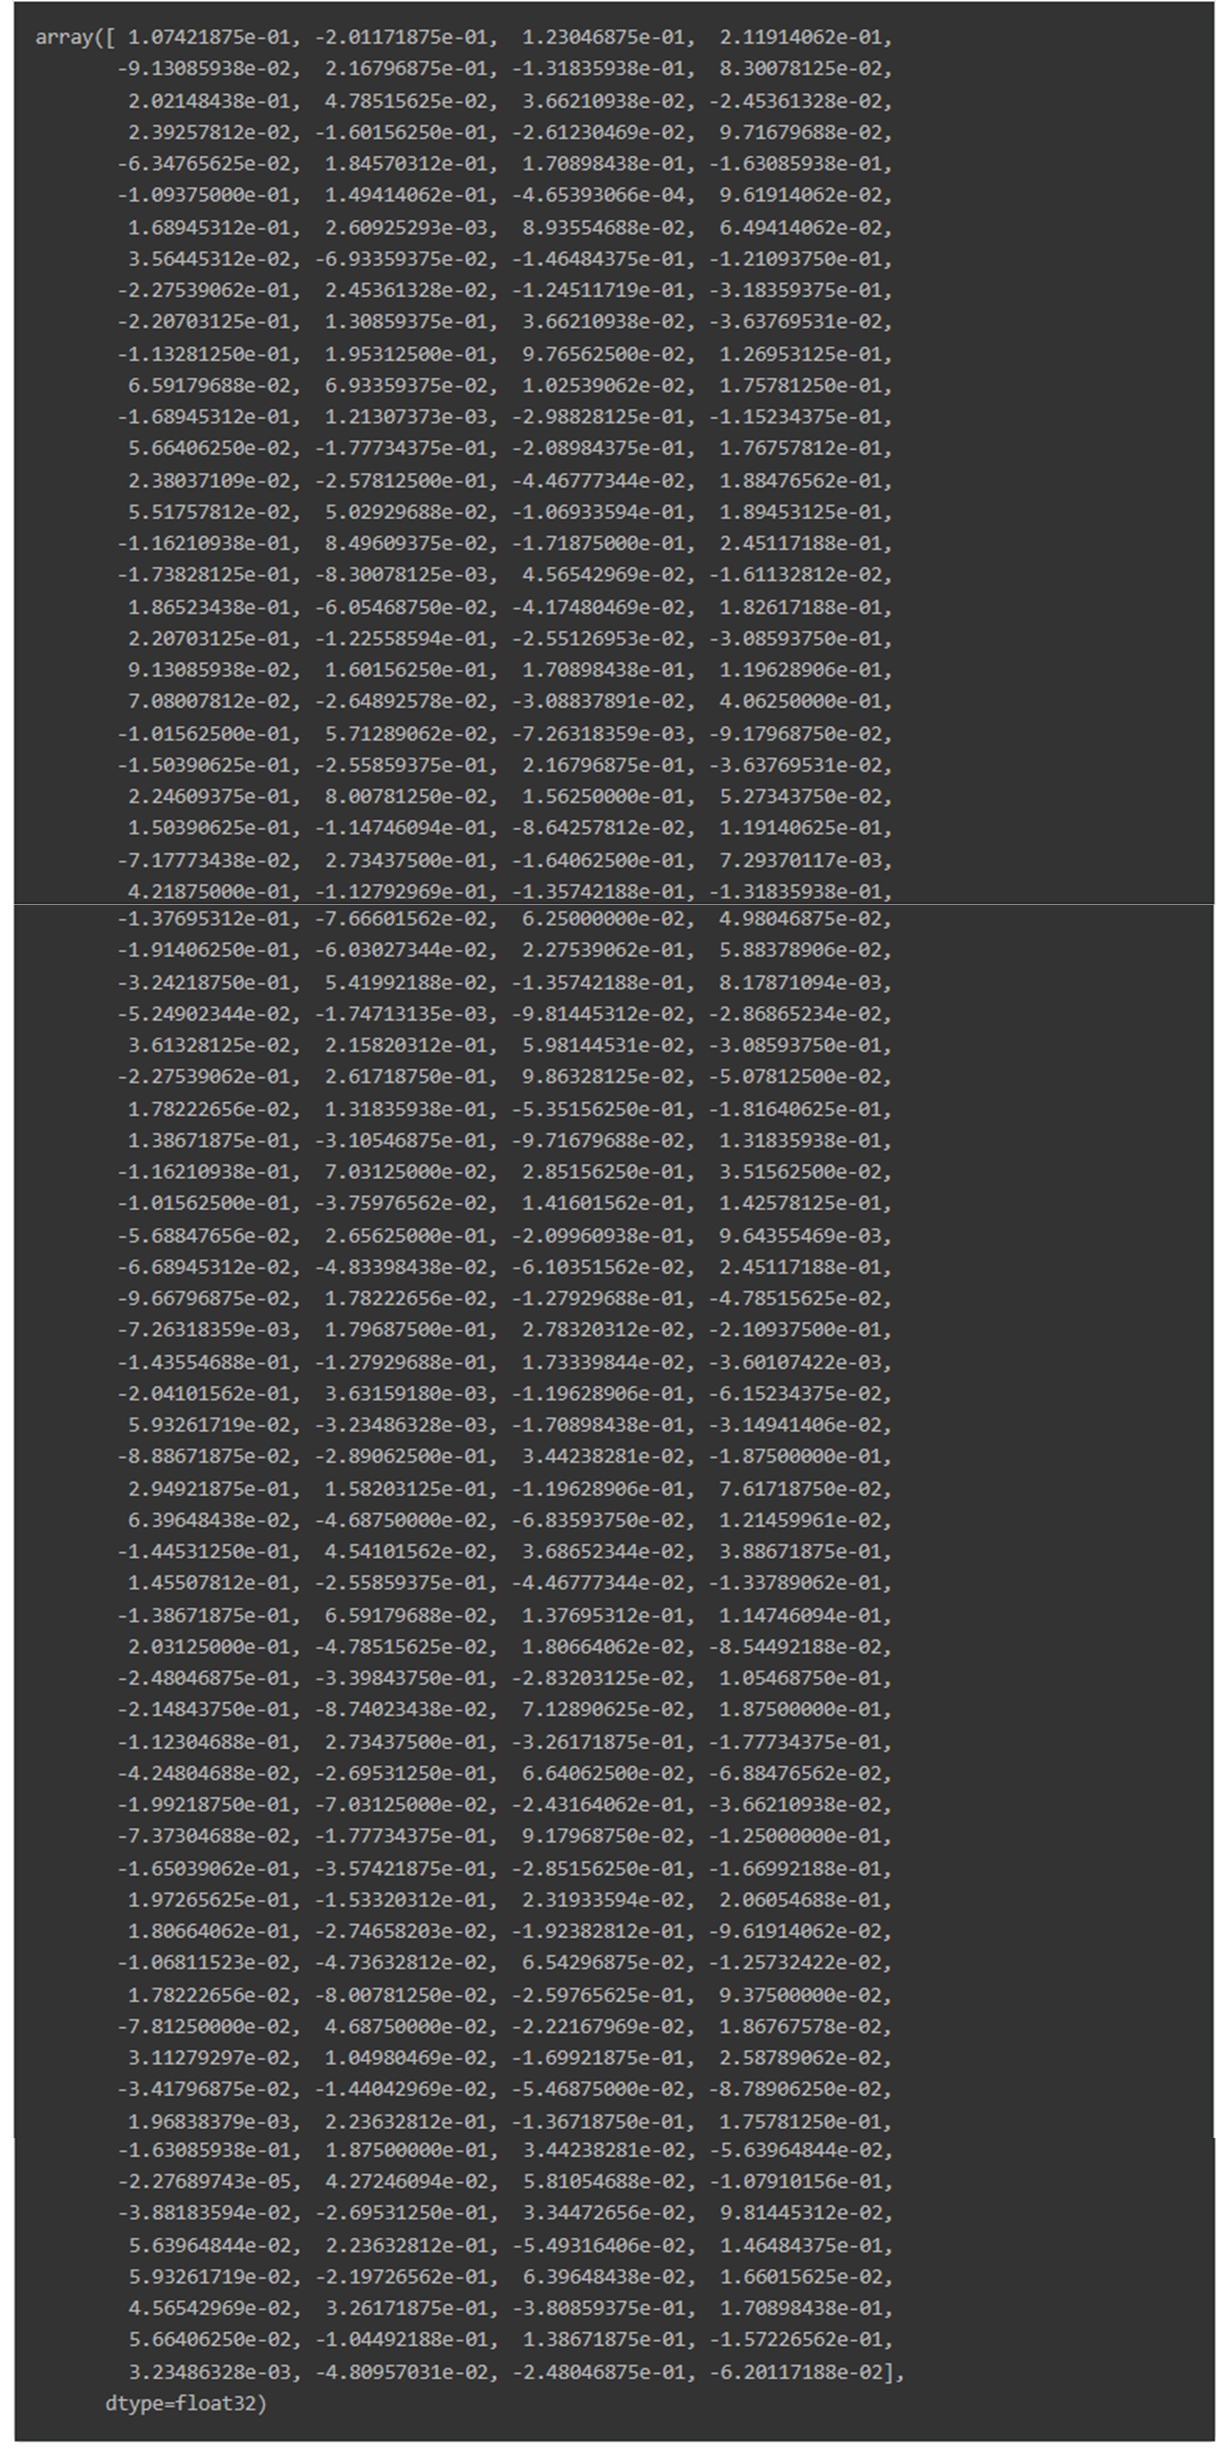 array([ 1.07421875e-01, -2.01171875e-01, 1.23046875e-01, 2.11914062e-01,
-9.13085938e-02, 2.16796875e-01, -1.31835938e-01, 8.30078125e-02,
2.02148438e-01, 4.78515625e-02, 3.66210938e-02, -2.45361328e-02,
2.39257812e-02, -1.60156250e-01, -2.61230469e-02, 9.71679688e-02,
-6.34765625e-02, 1.84570312e-01, 1.70898438e-01, -1.63085938e-01,
-1.09375000e-01, 1.49414062e-01, -4.65393066e-04, 9.61914062e-02,
1.68945312e-01, 2.60925293e-03, 8.93554688e-02, 6.49414062e-02,
3.56445312e-02, -6.93359375e-02, -1.46484375e-01, -1.21093750e-01,
-2.27539062e-01, 2.45361328e-02, -1.24511719e-01, -3.18359375e-01,
-2.20703125e-01, 1.30859375e-01, 3.66210938e-02, -3.63769531e-02,
-1.13281250e-01, 1.95312500e-01, 9.76562500e-02, 1.26953125e-01,
6.59179688e-02, 6.93359375e-02, 1.02539062e-02, 1.75781250e-01,
-1.68945312e-01, 1.21307373e-03, -2.98828125e-01, -1.15234375e-01,
5.66406250e-02, -1.77734375e-01, -2.08984375e-01, 1.76757812e-01,
2.38037109e-02, -2.57812500e-01, -4.46777344e-02, 1.88476562e-01,
5.51757812e-02, 5.02929688e-02, -1.06933594e-01, 1.89453125e-01,
-1.16210938e-01, 8.49609375e-02, -1.71875000e-01, 2.45117188e-01,
-1.73828125e-01, -8.30078125e-03, 4.56542969e-02, -1.61132812e-02,
1.86523438e-01, -6.05468750e-02, -4.17480469e-02, 1.82617188e-01,
2.20703125e-01, -1.22558594e-01, -2.55126953e-02, -3.08593750e-01,
9.13085938e-02, 1.60156250e-01, 1.70898438e-01, 1.19628906e-01,
7.08007812e-02, -2.64892578e-02, -3.08837891e-02, 4.06250000e-01,
-1.01562500e-01, 5.71289062e-02, -7.26318359e-03, -9.17968750e-02,
-1.50390625e-01, -2.55859375e-01, 2.16796875e-01, -3.63769531e-02,
2.24609375e-01, 8.00781250e-02, 1.56250000e-01, 5.27343750e-02,
1.50390625e-01, -1.14746094e-01, -8.64257812e-02, 1.19140625e-01,
-7.17773438e-02, 2.73437500e-01, -1.64062500e-01, 7.29370117e-03,
4.21875000e-01, -1.12792969e-01, -1.35742188e-01, -1.31835938e-01,
-1.37695312e-01, -7.66601562e-02, 6.25000000e-02, 4.98046875e-02,
-1.91406250e-01, -6.03027344e-02, 2.27539062e-01, 5.88378906e-02,
-3.24218750e-01, 5.41992188e-02, -1.35742188e-01, 8.17871094e-03,
-5.24902344e-02, -1.74713135e-03, -9.81445312e-02, -2.86865234e-02,
3.61328125e-02, 2.15820312e-01, 5.98144531e-02, -3.08593750e-01,
-2.27539062e-01, 2.61718750e-01, 9.86328125e-02, -5.07812500e-02,
1.78222656e-02, 1.31835938e-01, -5.35156250e-01, -1.81640625e-01,
1.38671875e-01, -3.10546875e-01, -9.71679688e-02, 1.31835938e-01,
-1.16210938e-01, 7.03125000e-02, 2.85156250e-01, 3.51562500e-02,
-1.01562500e-01, -3.75976562e-02, 1.41601562e-01, 1.42578125e-01,
-5.68847656e-02, 2.65625000e-01, -2.09960938e-01, 9.64355469e-03,
-6.68945312e-02, -4.83398438e-02, -6.10351562e-02, 2.45117188e-01,
-9.66796875e-02, 1.78222656e-02, -1.27929688e-01, -4.78515625e-02,
-7.26318359e-03, 1.79687500e-01, 2.78320312e-02, -2.10937500e-01,
-1.43554688e-01, -1.27929688e-01, 1.73339844e-02, -3.60107422e-03,
-2.04101562e-01, 3.63159180e-03, -1.19628906e-01, -6.15234375e-02,
5.93261719e-02, -3.23486328e-03, -1.70898438e-01, -3.14941406e-02,
-8.88671875e-02, -2.89062500e-01, 3.44238281e-02, -1.87500000e-01,
2.94921875e-01, 1.58203125e-01, -1.19628906e-01, 7.61718750e-02,
6.39648438e-02, -4.68750000e-02, -6.83593750e-02, 1.21459961e-02,
-1.44531250e-01, 4.54101562e-02, 3.68652344e-02, 3.88671875e-01,
1.45507812e-01, -2.55859375e-01, -4.46777344e-02, -1.33789062e-01,
-1.38671875e-01, 6.59179688e-02, 1.37695312e-01, 1.14746094e-01,
2.03125000e-01, -4.78515625e-02, 1.80664062e-02, -8.54492188e-02,
-2.48046875e-01, -3.39843750e-01, -2.83203125e-02, 1.05468750e-01,
-2.14843750e-01, -8.74023438e-02, 7.12890625e-02, 1.87500000e-01,
-1.12304688e-01, 2.73437500e-01, -3.26171875e-01, -1.77734375e-01,
-4.24804688e-02, -2.69531250e-01, 6.64062500e-02, -6.88476562e-02,
-1.99218750e-01, -7.03125000e-02, -2.43164062e-01, -3.66210938e-02,
-7.37304688e-02, -1.77734375e-01, 9.17968750e-02, -1.25000000e-01,
-1.65039062e-01, -3.57421875e-01, -2.85156250e-01, -1.66992188e-01,
1.97265625e-01, -1.53320312e-01, 2.31933594e-02, 2.06054688e-01,
1.80664062e-01, -2.74658203e-02, -1.92382812e-01, -9.61914062e-02,
-1.06811523e-02, -4.73632812e-02, 6.54296875e-02, -1.25732422e-02,
1.78222656e-02, -8.00781250e-02, -2.59765625e-01, 9.37500000e-02,
-7.81250000e-02, 4.68750000e-02, -2.22167969e-02, 1.86767578e-02,
3.11279297e-02, 1.04980469e-02, -1.69921875e-01, 2.58789062e-02,
-3.41796875e-02, -1.44042969e-02, -5.46875000e-02, -8.78906250e-02,
1.96838379e-03, 2.23632812e-01, -1.36718750e-01, 1.75781250e-01,
-1.63085938e-01, 1.87500000e-01, 3.44238281e-02, -5.63964844e-02,
-2.27689743e-05, 4.27246094e-02, 5.81054688e-02, -1.07910156e-01,
-3.88183594e-02, -2.69531250e-01, 3.34472656e-02, 9.81445312e-02,
5.63964844e-02, 2.23632812e-01, -5.49316406e-02, 1.46484375e-01,
5.93261719e-02, -2.19726562e-01, 6.39648438e-02, 1.66015625e-02,
4.56542969e-02, 3.26171875e-01, -3.80859375e-01, 1.70898438e-01,
5.66406250e-02, -1.04492188e-01, 1.38671875e-01, -1.57226562e-01,
3.23486328e-03, -4.80957031e-02, -2.48046875e-01, -6.20117188e-02],
dtype=float32)